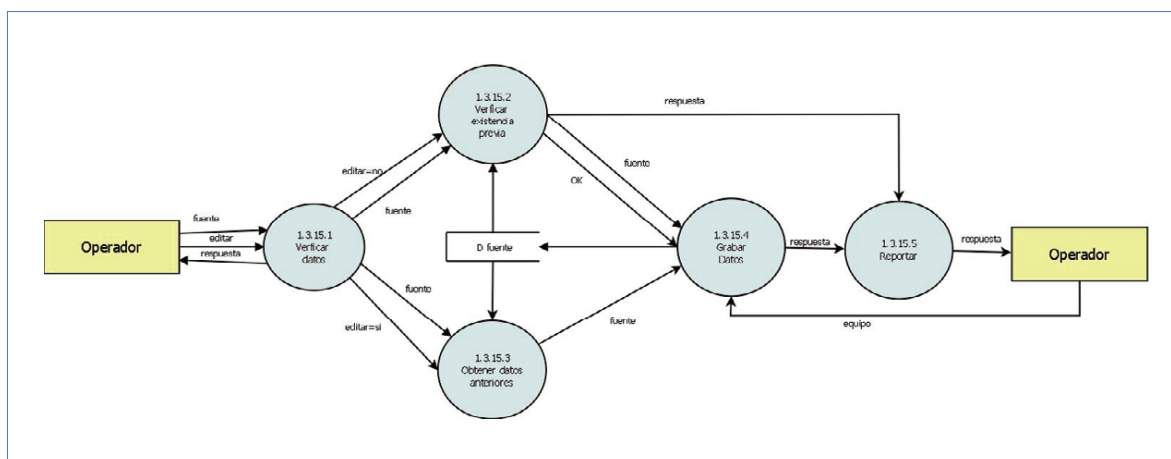 1.3.15.2
Verficar
existencia
previa
respuesta
editar=no
fuente
fuente
OK
fuente
editar
respuesta
Operador
1.3.15.1
Verficar
datos
D fuente
1.3.15.4
Grabar
Datos
respuesta
1.3.15.5
Reportar
respuesta
Operador
fuente
editar=si
fuente
equipo
1.3.15.3
Obtener datos
anteriores